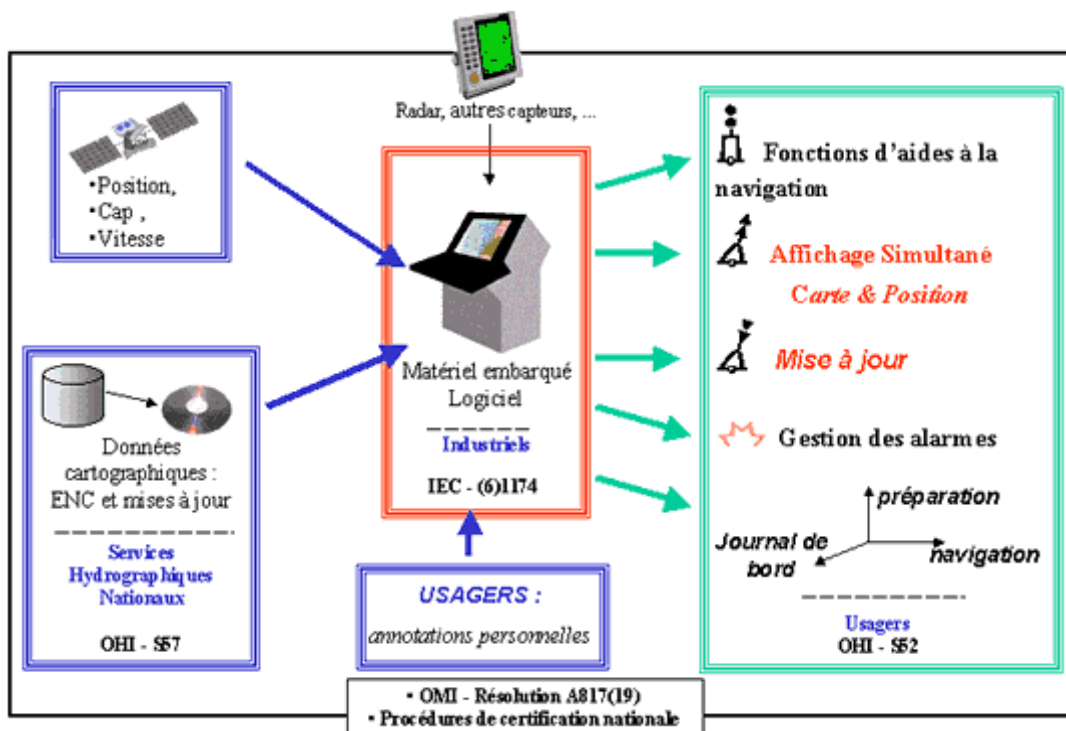 Radar, autres capteurs, ...
•Position,
•Cap ,
•Vitesse
Données
cartographiques :
ENC et mises à jour
Services
Hydrographiques
Nationaux
OHI - S57
Matériel embarqué
Logiciel
Industriels
IEC - (6)1174
USAGERS :
annotations personnelles
Fonctions d'aides à la
navigation
Affichage Simultané
Carte & Position
Mise à jour
Gestion des alarmes
préparation
Journal de
bord
navigation
Usagers
OHI - S52
• OMI - Résolution A817(19)
• Procédures de certification nationale